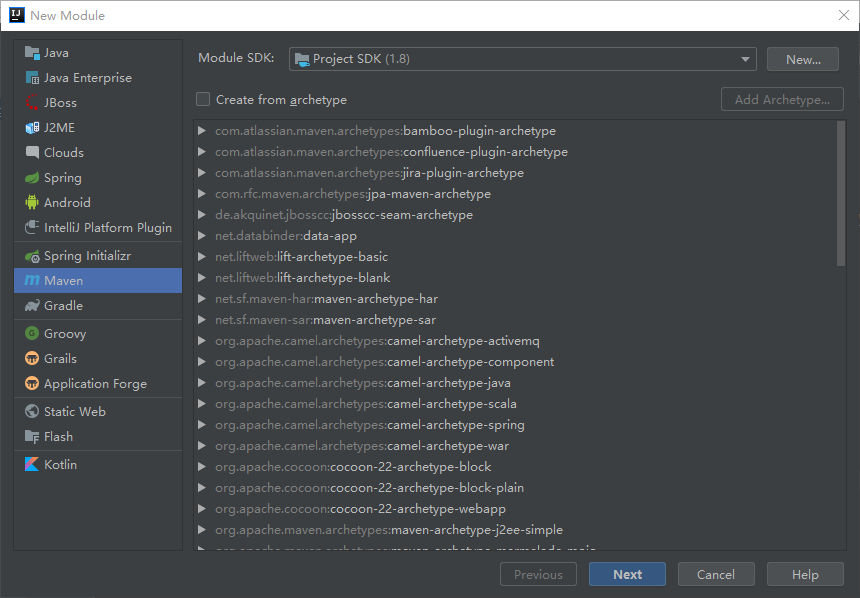 IJ
New Module
Java
Java Enterprise
JBoss
J2ME
Clouds
Spring
Android
IntelliJ Platform Plugin
Spring Initializr
Maven
Gradle
Groovy
Grails
Application Forge
Static Web
Flash
Kotlin
Module SDK: Project SDK (1.8) New...
Create from archetype Add Archetype...
com.atlassian.maven.archetypes:bamboo-plugin-archetype
com.atlassian.maven.archetypes:confluence-plugin-archetype
com.atlassian.maven.archetypes:jira-plugin-archetype
com.rfc.maven.archetypes:jpa-maven-archetype
de.akquinet.jbosscc:jbosscc-seam-archetype
net.databinder:data-app
net.liftweb:lift-archetype-basic
net.liftweb:lift-archetype-blank
net.sf.maven-har:maven-archetype-har
net.sf.maven-sar:maven-archetype-sar
org.apache.camel.archetypes:camel-archetype-activemq
org.apache.camel.archetypes:camel-archetype-component
org.apache.camel.archetypes:camel-archetype-java
org.apache.camel.archetypes:camel-archetype-scala
org.apache.camel.archetypes:camel-archetype-spring
org.apache.camel.archetypes:camel-archetype-war
org.apache.cocoon:cocoon-22-archetype-block
org.apache.cocoon:cocoon-22-archetype-block-plain
org.apache.cocoon:cocoon-22-archetype-webapp
org.apache.maven.archetypes:maven-archetype-j2ee-simple
Previous Next Cancel Help